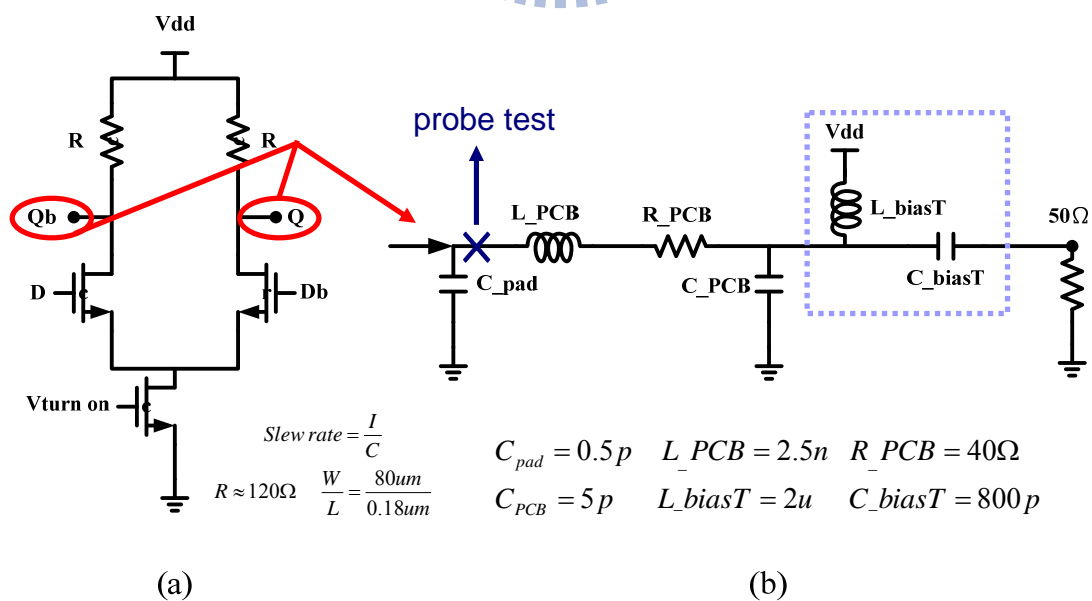 Vdd
R
R
Qb
Q
D
Db
Vturn on
Slew rate = I/C
R ≈ 120Ω W/L = 80um/0.18um
(a)
probe test
C_pad
L_PCB
R_PCB
C_PCB
Vdd
L_biasT
C_biasT
50Ω
C_pad = 0.5p L_PCB = 2.5n R_PCB = 40Ω
C_PCB = 5p L_biasT = 2u C_biasT = 800p
(b)